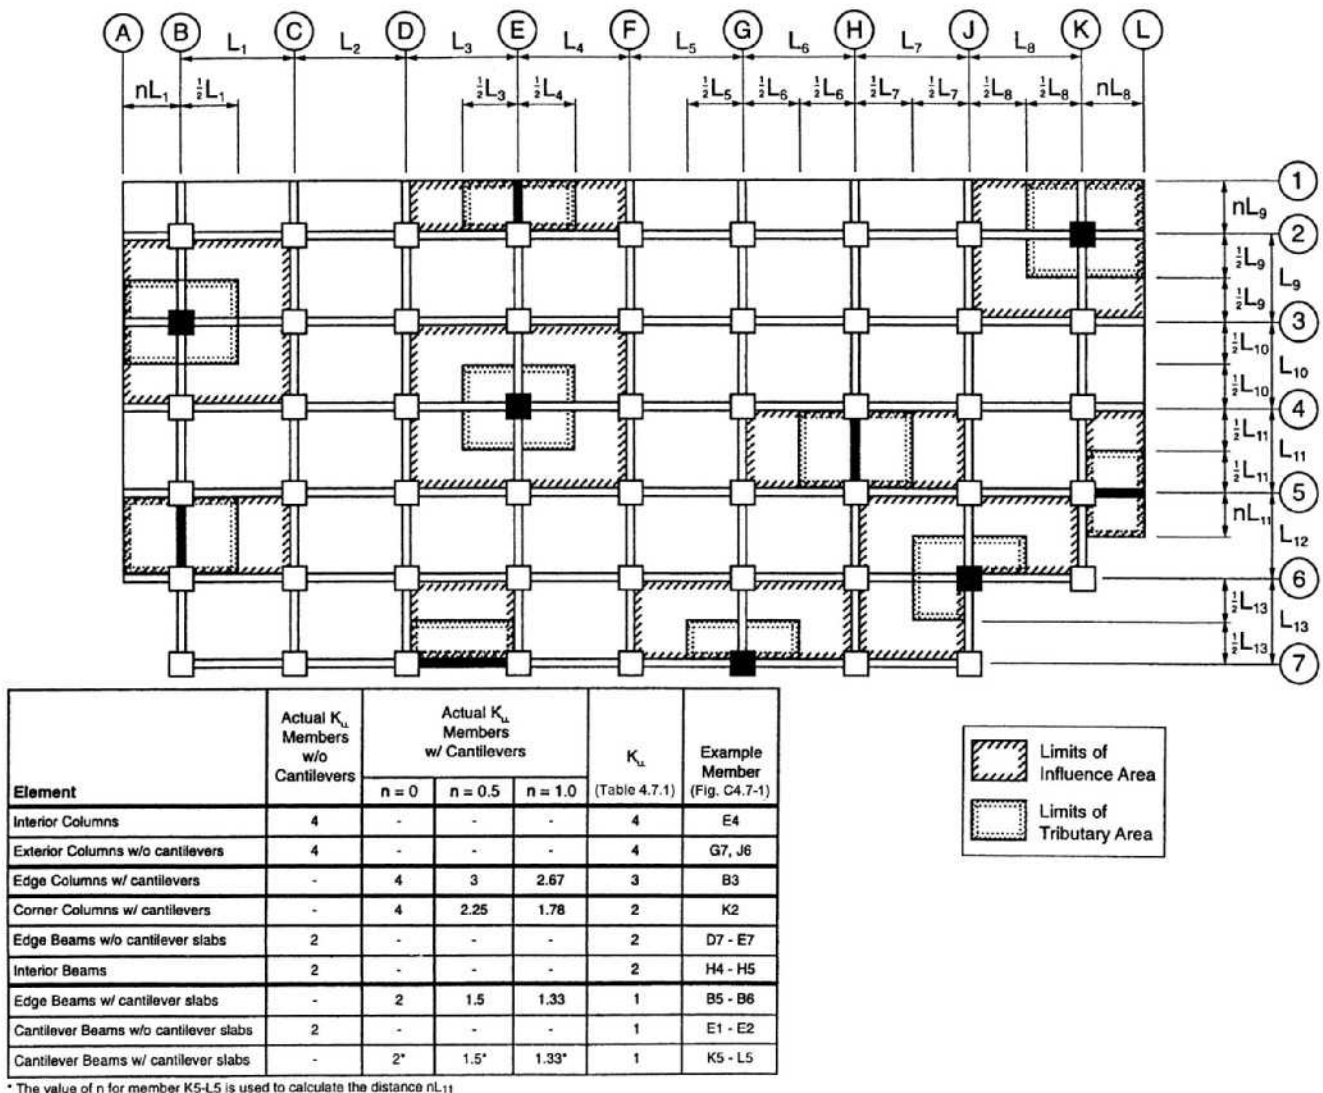 A B C D E F G H J K L
L₁ L₂ L₃ L₄ L₅ L₆ L₇ L₈
nL₁ ½L₁ ½L₃ ½L₄ ½L₅ ½L₆ ½L₆ ½L₇ ½L₇ ½L₈ ½L₈ nL₈
1
nL₉
2
½L₉
L₉
½L₉
3
½L₁₀
L₁₀
½L₁₀
4
½L₁₁
L₁₁
½L₁₁
5
nL₁₁
L₁₂
6
½L₁₃
L₁₃
½L₁₃
7
Element
Actual Kᵤ
Members
w/o
Cantilevers
Actual Kᵤ
Members
w/ Cantilevers
n = 0 n = 0.5 n = 1.0
Kᵤ
(Table 4.7.1)
Example
Member
(Fig. C4.7-1)
Interior Columns 4 - - - 4 E4
Exterior Columns w/o cantilevers 4 - - - 4 G7, J6
Edge Columns w/ cantilevers - 4 3 2.67 3 B3
Corner Columns w/ cantilevers - 4 2.25 1.78 2 K2
Edge Beams w/o cantilever slabs 2 - - - 2 D7 - E7
Interior Beams 2 - - - 2 H4 - H5
Edge Beams w/ cantilever slabs - 2 1.5 1.33 1 B5 - B6
Cantilever Beams w/o cantilever slabs 2 - - - 1 E1 - E2
Cantilever Beams w/ cantilever slabs - 2* 1.5* 1.33* 1 K5 - L5
* The value of n for member K5-L5 is used to calculate the distance nL₁₁
Limits of
Influence Area
Limits of
Tributary Area